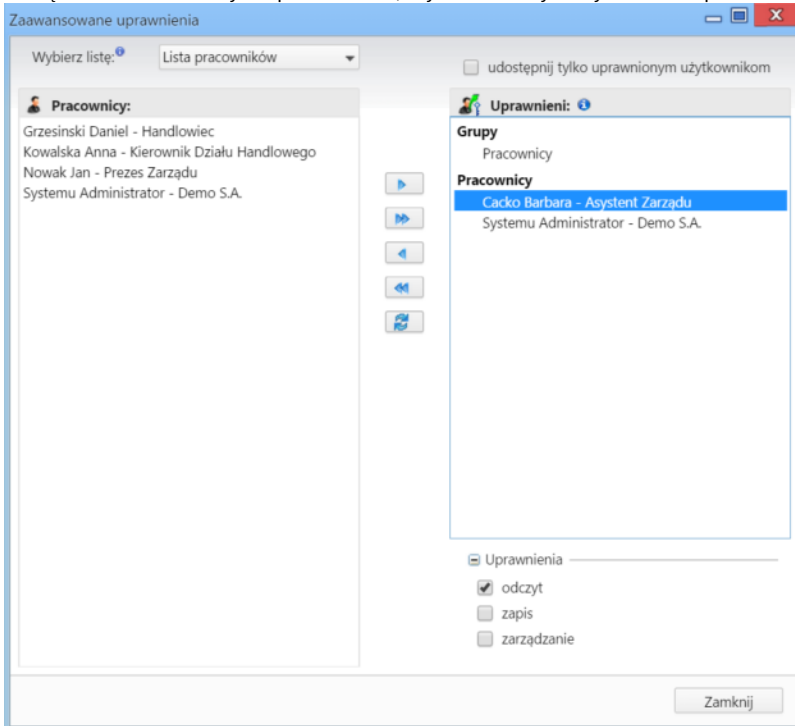 Zaawansowane uprawnienia
Wybierz listę:
Lista pracowników
udostępnij tylko uprawnionym użytkownikom
Pracownicy:
Grzesinski Daniel - Handlowiec
Kowalska Anna - Kierownik Działu Handlowego
Nowak Jan - Prezes Zarządu
Systemu Administrator - Demo S.A.
Uprawnieni:
Grupy
Pracownicy
Pracownicy
Cacko Barbara - Asystent Zarządu
Systemu Administrator - Demo S.A.
Uprawnienia
odczyt
zapis
zarządzanie
Zamknij